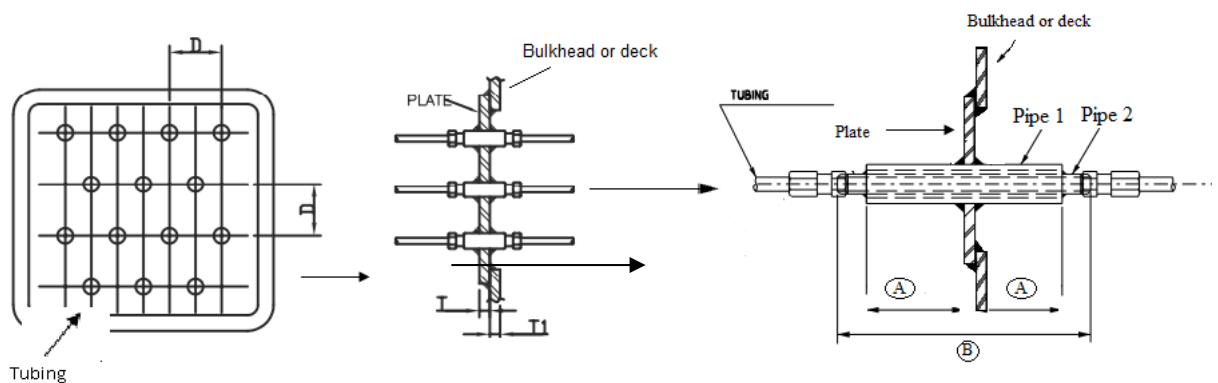 D
D
Tubing
Bulkhead or deck
PLATE
T
T1
Bulkhead or deck
TUBING
Plate
Pipe 1
Pipe 2
A
A
B